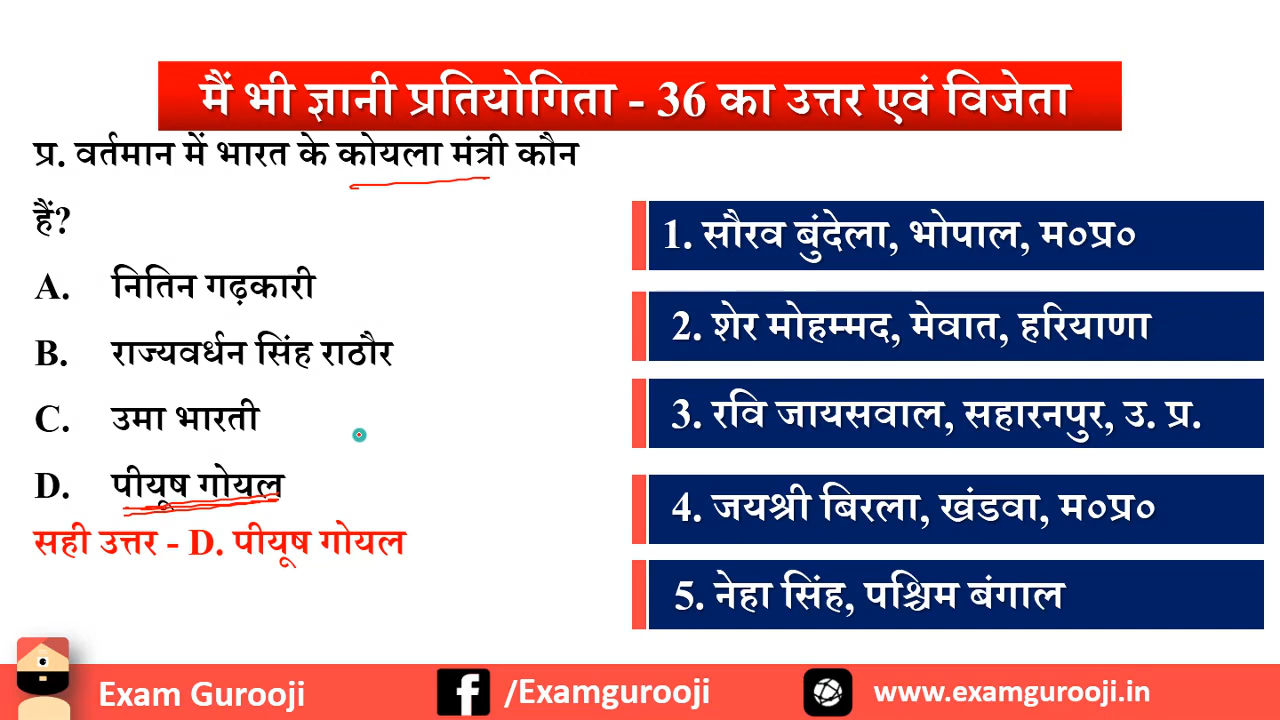 मैं भी ज्ञानी प्रतियोगिता - 36 का उत्तर एवं विजेता
प्र. वर्तमान में भारत के कोयला मंत्री कौन
हैं?
A. नितिन गढ़कारी
B. राज्यवर्धन सिंह राठौर
C. उमा भारती
D. पीयूष गोयल
सही उत्तर - D. पीयूष गोयल
1. सौरव बुंदेला, भोपाल, म०प्र०
2. शेर मोहम्मद, मेवात, हरियाणा
3. रवि जायसवाल, सहारनपुर, उ. प्र.
4. जयश्री बिरला, खंडवा, म०प्र०
5. नेहा सिंह, पश्चिम बंगाल
Exam Gurooji
/Examgurooji
www.examgurooji.in